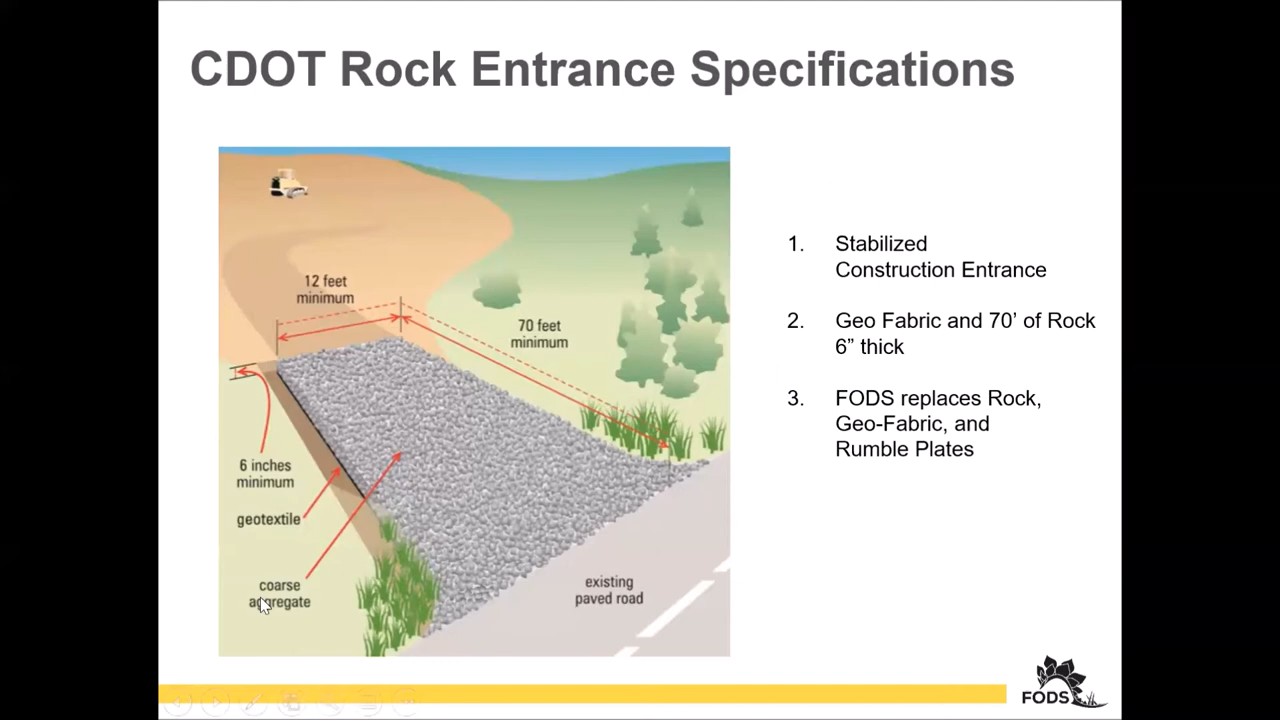 CDOT Rock Entrance Specifications
12 feet
minimum
70 feet
minimum
6 inches
minimum
geotextile
coarse
aggregate
existing
paved road
1. Stabilized
Construction Entrance
2. Geo Fabric and 70’ of Rock
6” thick
3. FODS replaces Rock,
Geo-Fabric, and
Rumble Plates
FODS